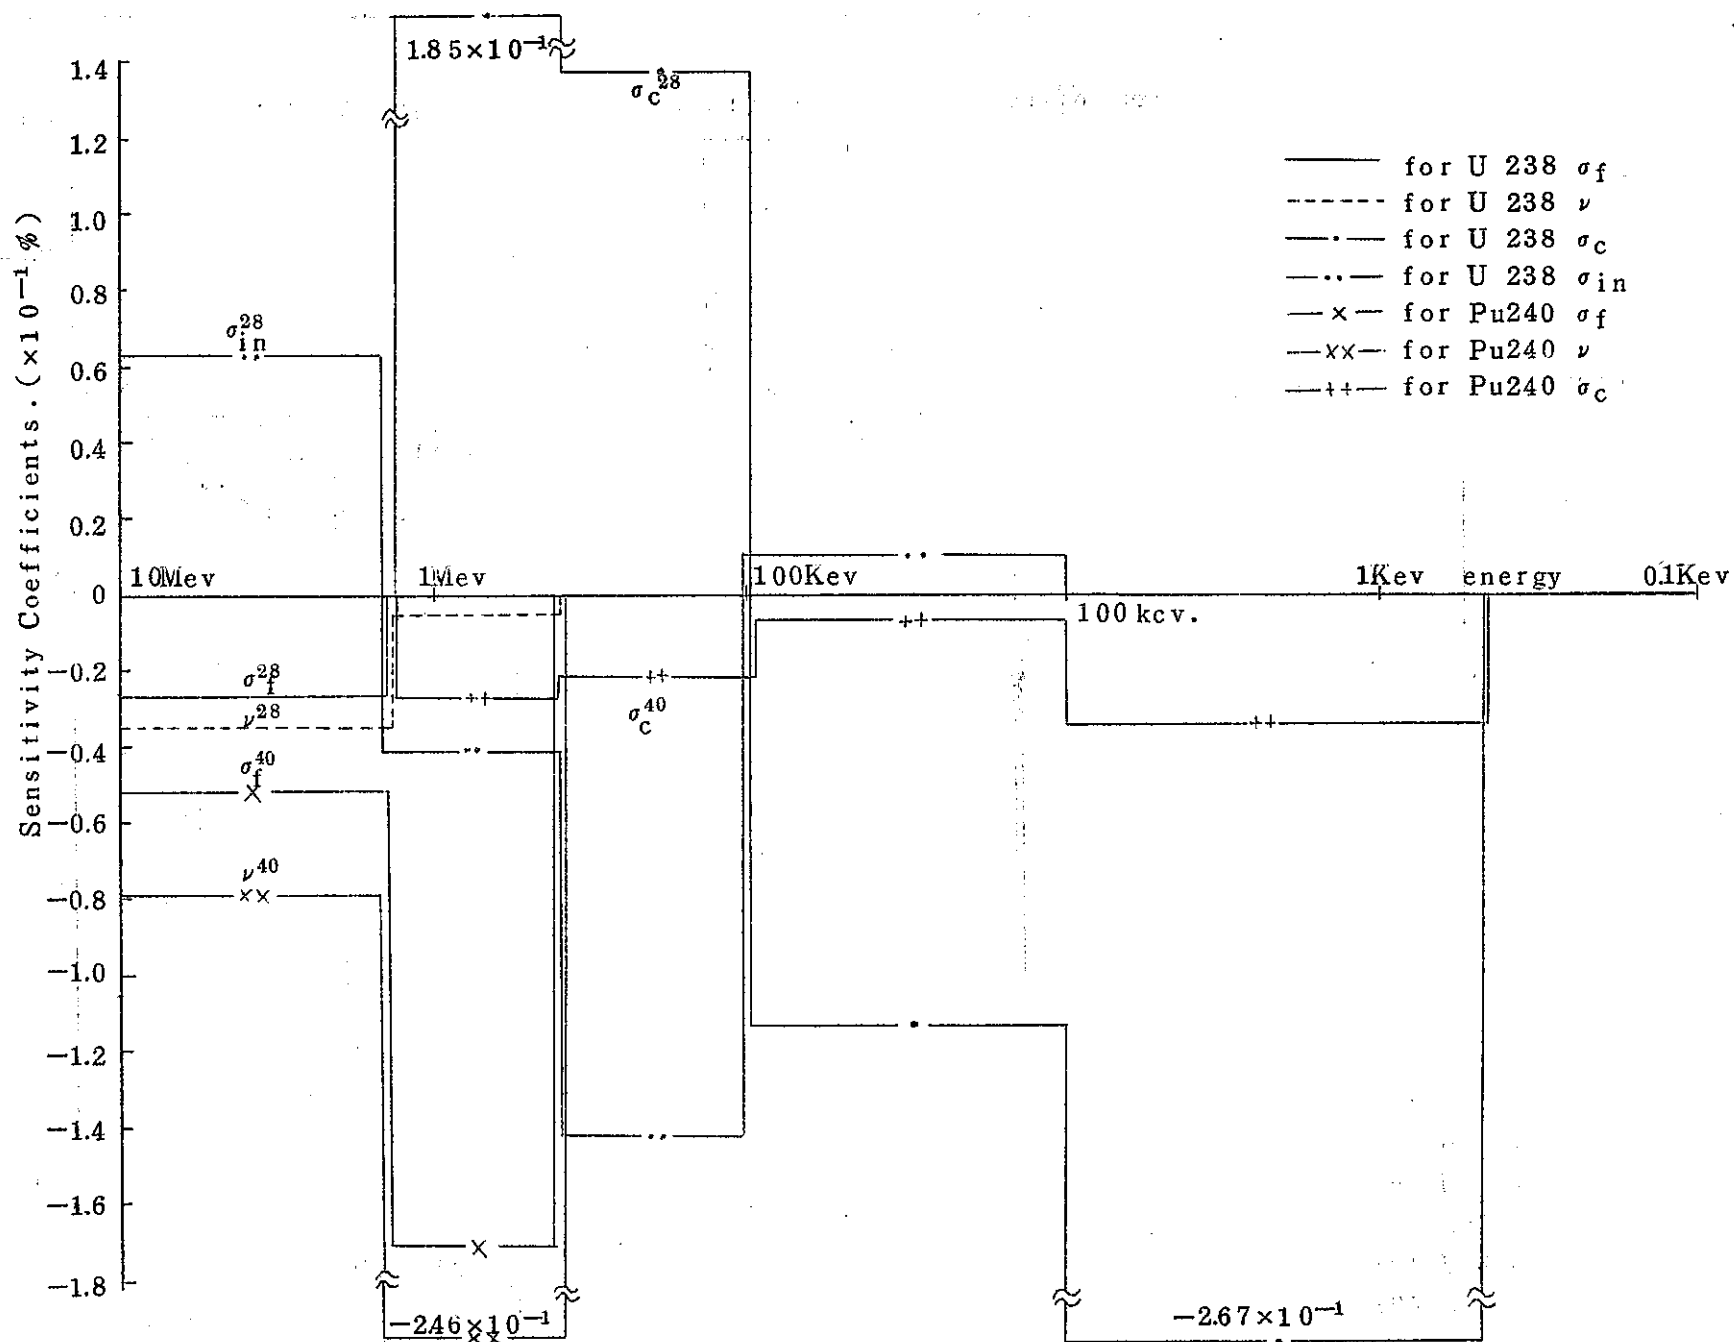 1.85×10⁻¹
1.4
1.2
1.0
0.8
0.6
0.4
0.2
0
−0.2
−0.4
−0.6
−0.8
−1.0
−1.2
−1.4
−1.6
−1.8
Sensitivity Coefficients. (×10⁻¹ %)
σc²⁸
for U 238 σf
for U 238 ν
for U 238 σc
for U 238 σin
for Pu240 σf
for Pu240 ν
for Pu240 σc
σin²⁸
10Mev
1Mev
100Kev
1Kev
energy
0.1Kev
100 kcv.
σf²⁸
ν²⁸
σc⁴⁰
σf⁴⁰
ν⁴⁰
−2.46×10⁻¹
−2.67×10⁻¹